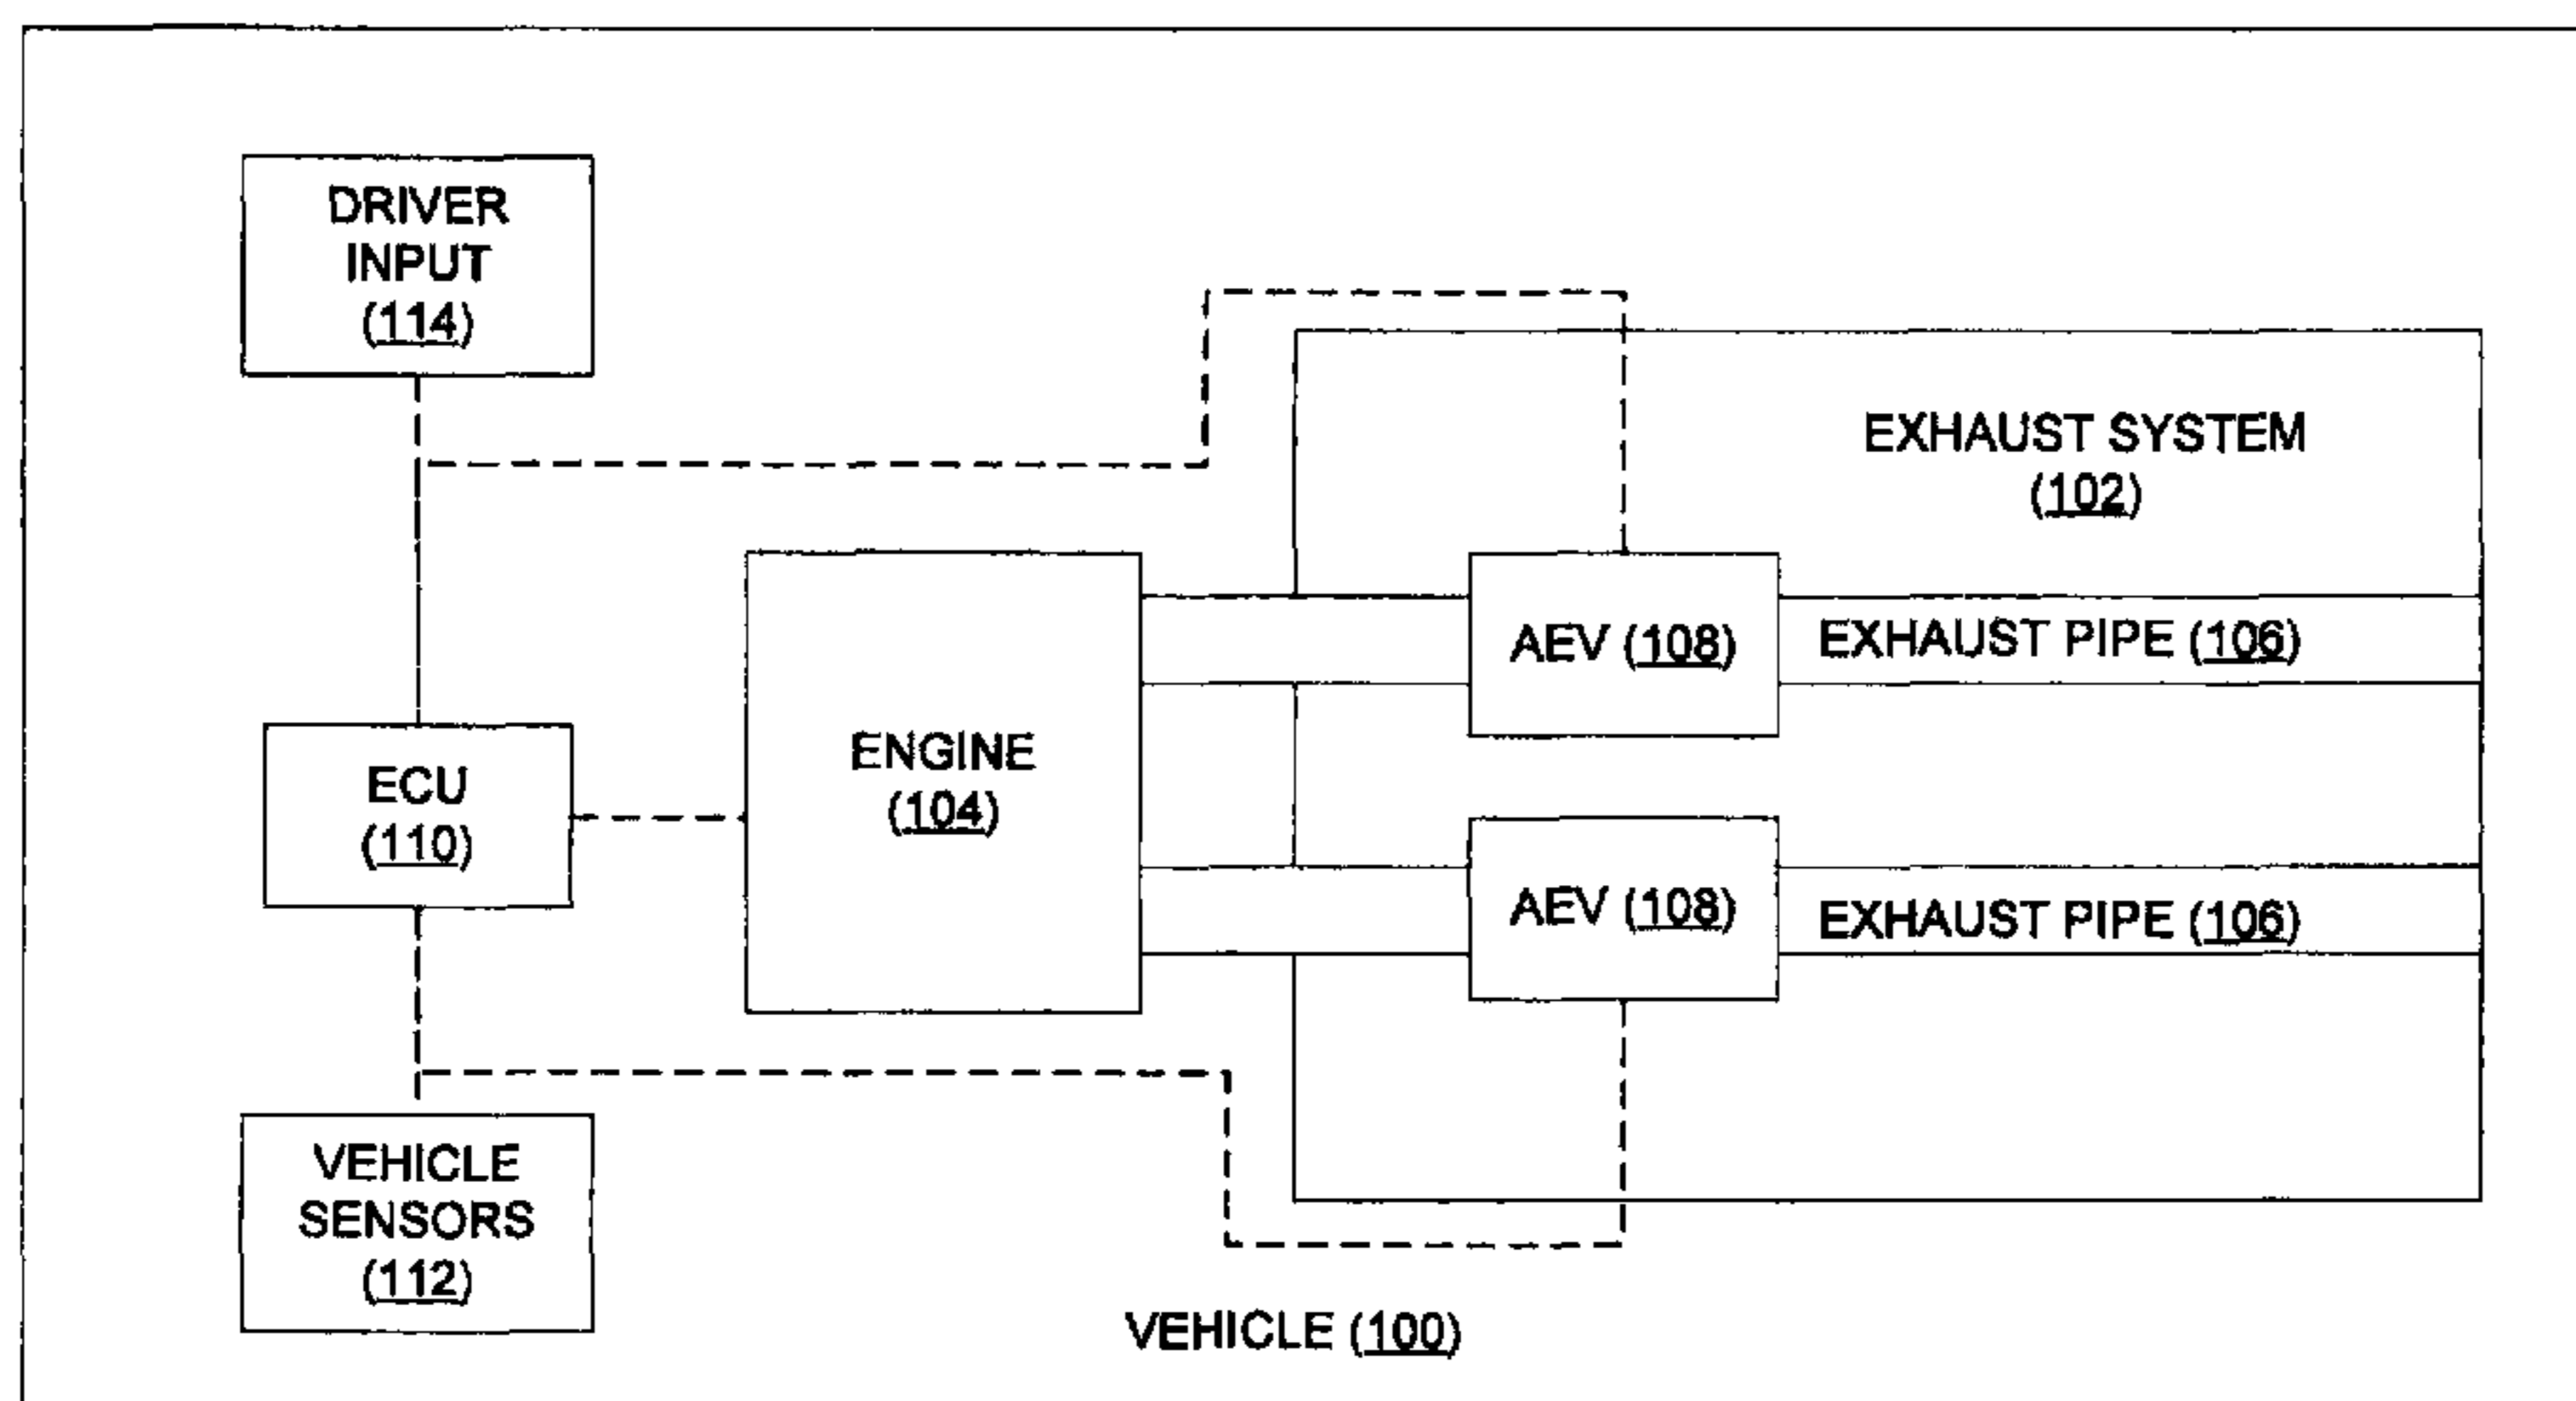 DRIVER
INPUT
(114)
EXHAUST SYSTEM
(102)
AEV (108)
EXHAUST PIPE (106)
ENGINE
(104)
ECU
(110)
AEV (108)
EXHAUST PIPE (106)
VEHICLE
SENSORS
(112)
VEHICLE (100)